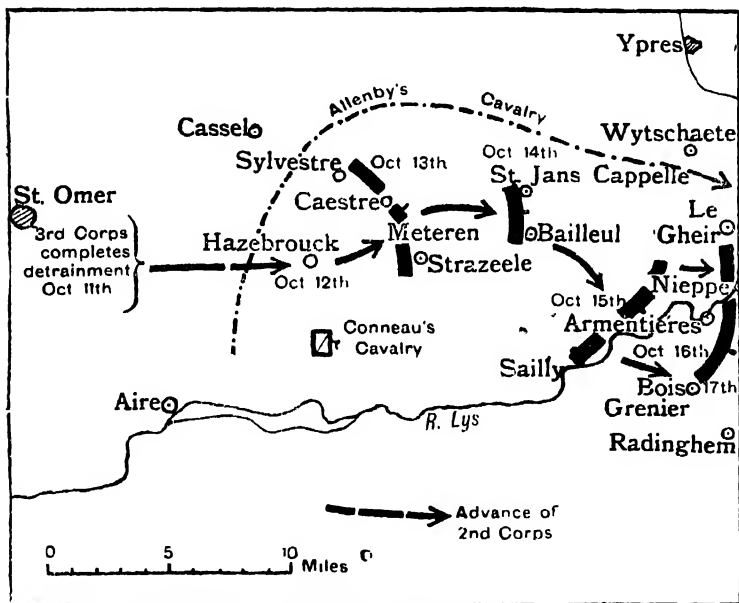 Ypres
Allenby's Cavalry
Cassel
Wytschaete
Sylvestre
Oct 13th
Oct 14th
St. Jans Cappelle
St. Omer
Caestre
Le Gheir
3rd Corps
completes
detrainment
Oct 11th
Hazebrouck
Meteren
Bailleul
Oct 12th
Strazeele
Nieppe
Oct 15th
Conneau's
Cavalry
Armentières
Sailly
Oct 16th
Aire
Bois
Grenier
17th
R. Lys
Radinghem
Advance of
2nd Corps
0 5 10
Miles